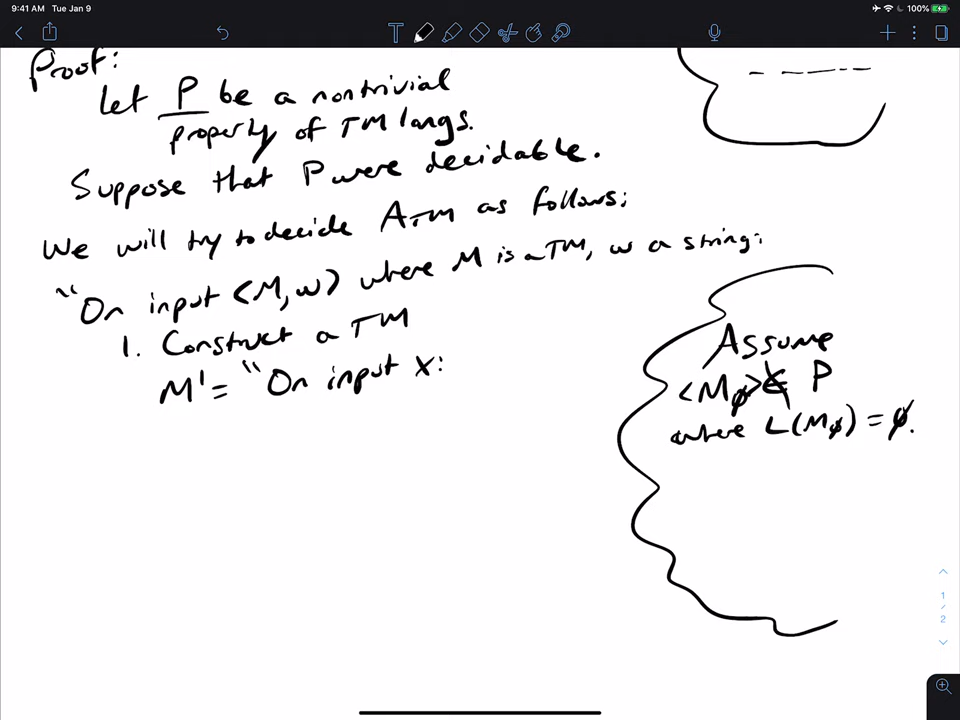 9:41 AM Tue Jan 9
100%
Proof:
Let P be a nontrivial
property of TM langs.
Suppose that P were decidable.
We will try to decide ATM as follows:
"On input <M, w> where M is a TM, w a string:
1. Construct a TM
M' = "On input x:
Assume
<M∅> ∉ P
where L(M∅) = ∅.
1
/
2